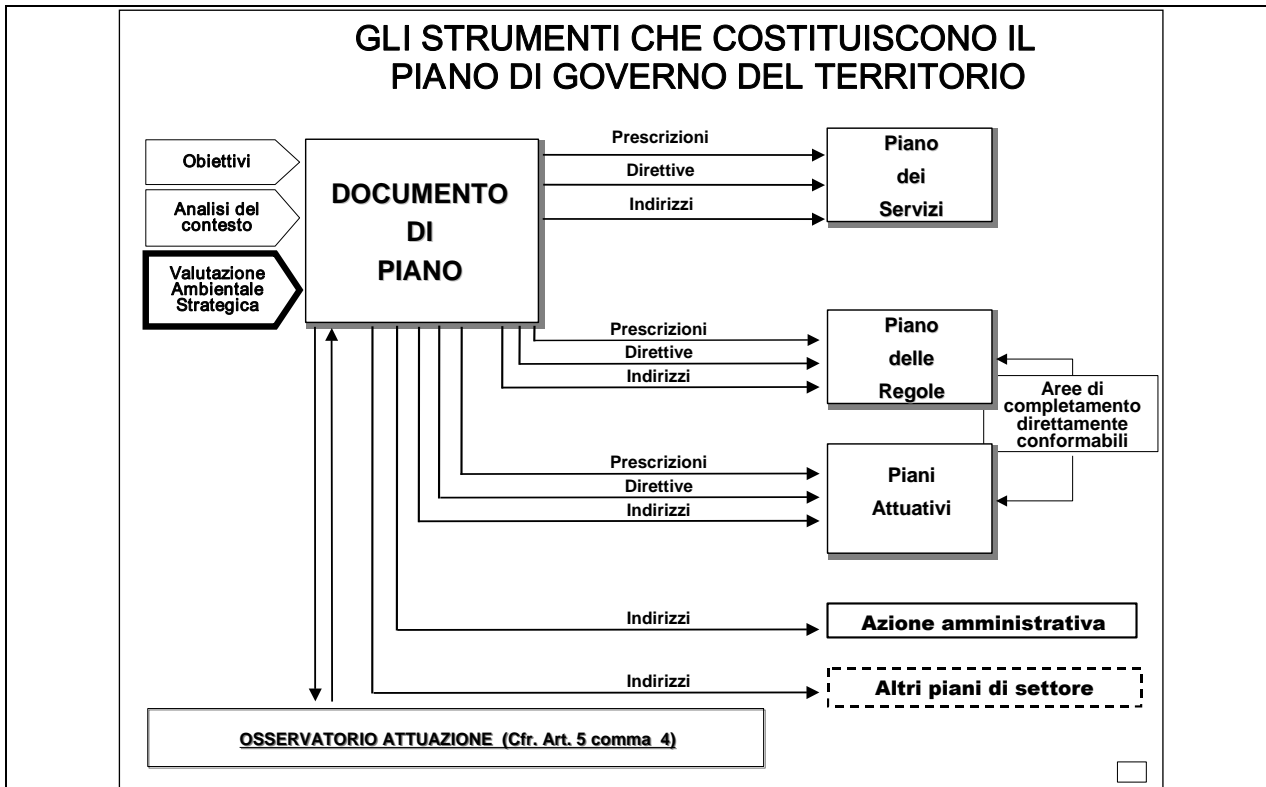 GLI STRUMENTI CHE COSTITUISCONO IL
PIANO DI GOVERNO DEL TERRITORIO
Obiettivi
Analisi del
contesto
Valutazione
Ambientale
Strategica
DOCUMENTO
DI
PIANO
Prescrizioni
Direttive
Indirizzi
Piano
dei
Servizi
Prescrizioni
Direttive
Indirizzi
Piano
delle
Regole
Aree di
completamento
direttamente
conformabili
Prescrizioni
Direttive
Indirizzi
Piani
Attuativi
Indirizzi
Azione amministrativa
Indirizzi
Altri piani di settore
OSSERVATORIO ATTUAZIONE (Cfr. Art. 5 comma 4)